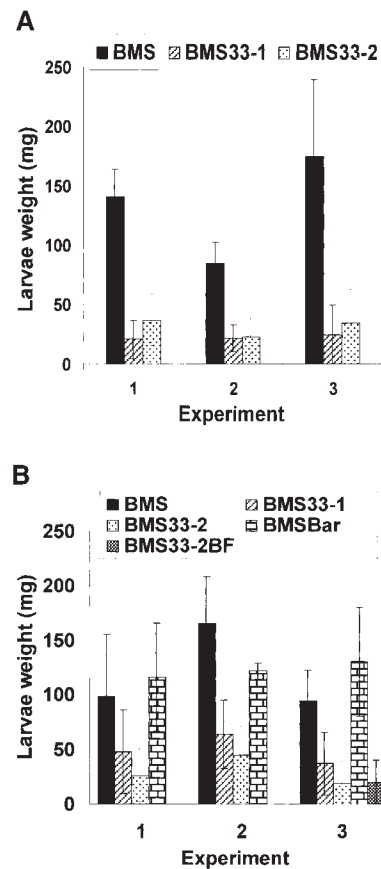 A
BMS BMS33-1 BMS33-2
250
200
150
100
50
0
Larvae weight (mg)
1 2 3
Experiment
B
BMS BMS33-1
BMS33-2 BMSBar
BMS33-2BF
250
200
150
100
50
0
Larvae weight (mg)
1 2 3
Experiment